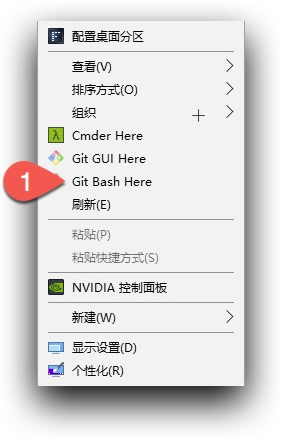 配置桌面分区
查看(V)
排序方式(O)
组织
Cmder Here
Git GUI Here
1
Git Bash Here
刷新(E)
粘贴(P)
粘贴快捷方式(S)
NVIDIA 控制面板
新建(W)
显示设置(D)
个性化(R)